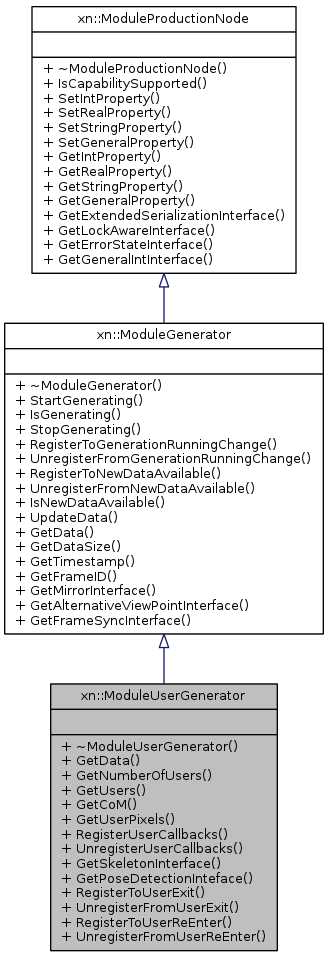 xn::ModuleProductionNode
+ ~ModuleProductionNode()
+ IsCapabilitySupported()
+ SetIntProperty()
+ SetRealProperty()
+ SetStringProperty()
+ SetGeneralProperty()
+ GetIntProperty()
+ GetRealProperty()
+ GetStringProperty()
+ GetGeneralProperty()
+ GetExtendedSerializationInterface()
+ GetLockAwareInterface()
+ GetErrorStateInterface()
+ GetGeneralIntInterface()
xn::ModuleGenerator
+ ~ModuleGenerator()
+ StartGenerating()
+ IsGenerating()
+ StopGenerating()
+ RegisterToGenerationRunningChange()
+ UnregisterFromGenerationRunningChange()
+ RegisterToNewDataAvailable()
+ UnregisterFromNewDataAvailable()
+ IsNewDataAvailable()
+ UpdateData()
+ GetData()
+ GetDataSize()
+ GetTimestamp()
+ GetFrameID()
+ GetMirrorInterface()
+ GetAlternativeViewPointInterface()
+ GetFrameSyncInterface()
xn::ModuleUserGenerator
+ ~ModuleUserGenerator()
+ GetData()
+ GetNumberOfUsers()
+ GetUsers()
+ GetCoM()
+ GetUserPixels()
+ RegisterUserCallbacks()
+ UnregisterUserCallbacks()
+ GetSkeletonInterface()
+ GetPoseDetectionInteface()
+ RegisterToUserExit()
+ UnregisterFromUserExit()
+ RegisterToUserReEnter()
+ UnregisterFromUserReEnter()